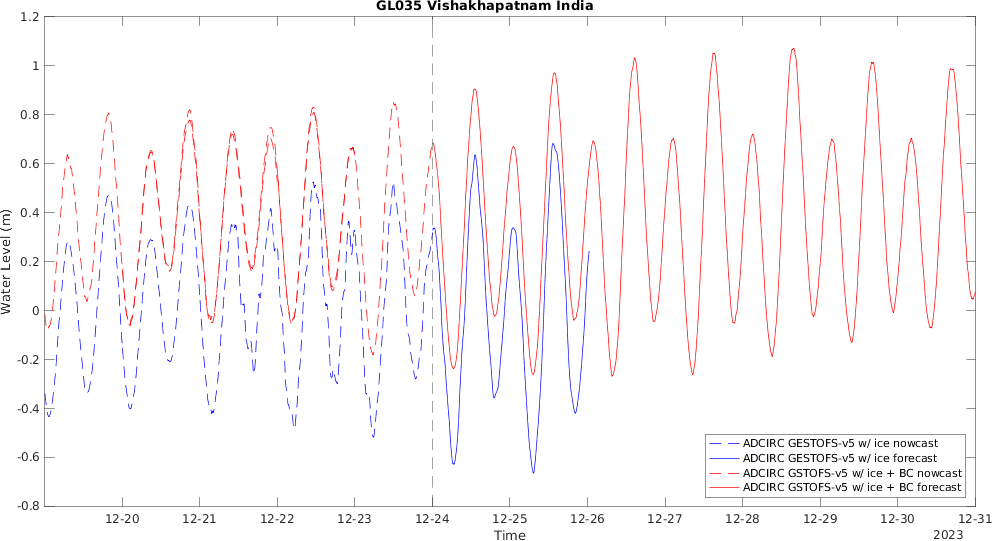 GL035 Vishakhapatnam India
1.2
1
0.8
0.6
0.4
0.2
0
-0.2
-0.4
-0.6
-0.8
Water Level (m)
ADCIRC GESTOFS-v5 w/ ice nowcast
ADCIRC GESTOFS-v5 w/ ice forecast
ADCIRC GSTOFS-v5 w/ ice + BC nowcast
ADCIRC GSTOFS-v5 w/ ice + BC forecast
12-20 12-21 12-22 12-23 12-24 12-25 12-26 12-27 12-28 12-29 12-30 12-31
Time
2023